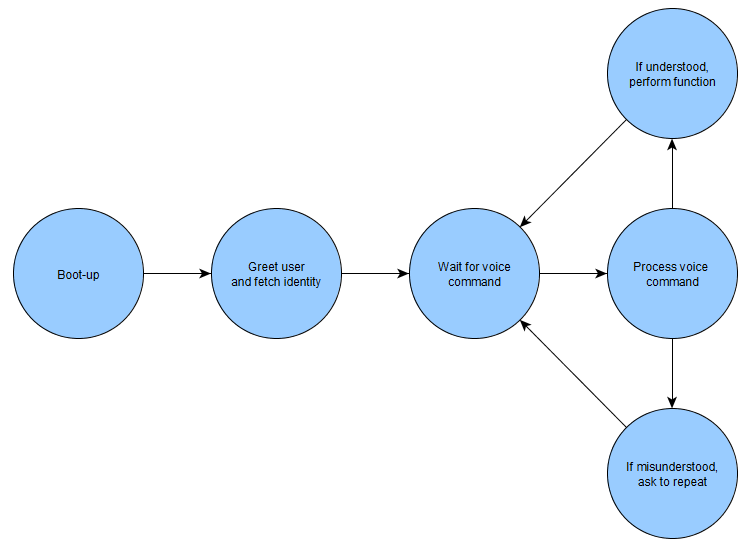 If understood,
perform function
Boot-up
Greet user
and fetch identity
Wait for voice
command
Process voice
command
If misunderstood,
ask to repeat